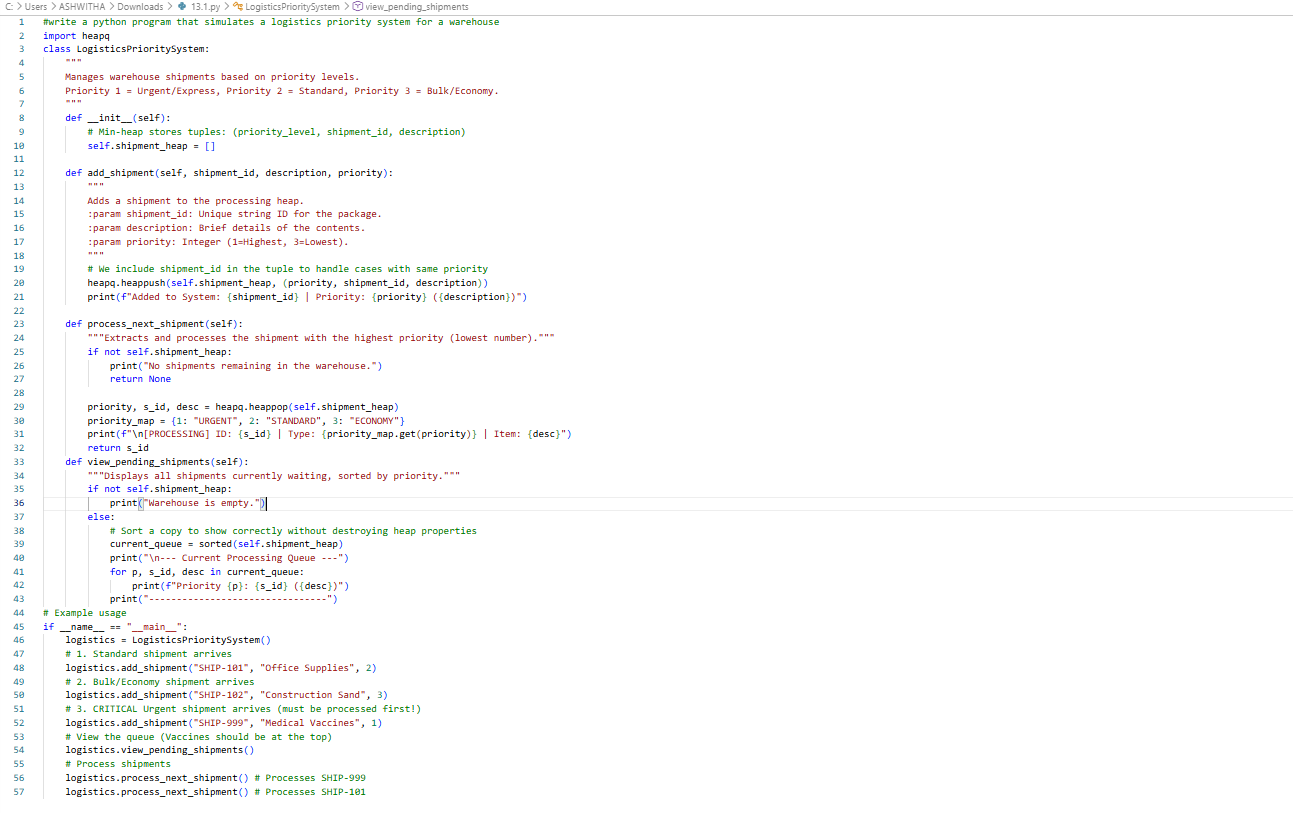 C: > Users > ASHWITHA > Downloads > 13.1.py > LogisticsPrioritySystem > view_pending_shipments
1 #write a python program that simulates a logistics priority system for a warehouse
2 import heapq
3 class LogisticsPrioritySystem:
4     """
5     Manages warehouse shipments based on priority levels.
6     Priority 1 = Urgent/Express, Priority 2 = Standard, Priority 3 = Bulk/Economy.
7     """
8     def __init__(self):
9         # Min-heap stores tuples: (priority_level, shipment_id, description)
10         self.shipment_heap = []
11
12     def add_shipment(self, shipment_id, description, priority):
13         """
14         Adds a shipment to the processing heap.
15         :param shipment_id: Unique string ID for the package.
16         :param description: Brief details of the contents.
17         :param priority: Integer (1=Highest, 3=Lowest).
18         """
19         # We include shipment_id in the tuple to handle cases with same priority
20         heapq.heappush(self.shipment_heap, (priority, shipment_id, description))
21         print(f"Added to System: {shipment_id} | Priority: {priority} ({description})")
22
23     def process_next_shipment(self):
24         """Extracts and processes the shipment with the highest priority (lowest number)."""
25         if not self.shipment_heap:
26             print("No shipments remaining in the warehouse.")
27             return None
28
29         priority, s_id, desc = heapq.heappop(self.shipment_heap)
30         priority_map = {1: "URGENT", 2: "STANDARD", 3: "ECONOMY"}
31         print(f"\n[PROCESSING] ID: {s_id} | Type: {priority_map.get(priority)} | Item: {desc}")
32         return s_id
33     def view_pending_shipments(self):
34         """Displays all shipments currently waiting, sorted by priority."""
35         if not self.shipment_heap:
36             print("Warehouse is empty.")
37         else:
38             # Sort a copy to show correctly without destroying heap properties
39             current_queue = sorted(self.shipment_heap)
40             print("\n--- Current Processing Queue ---")
41             for p, s_id, desc in current_queue:
42                 print(f"Priority {p}: {s_id} ({desc})")
43             print("--------------------------------")
44 # Example usage
45 if __name__ == "__main__":
46     logistics = LogisticsPrioritySystem()
47     # 1. Standard shipment arrives
48     logistics.add_shipment("SHIP-101", "Office Supplies", 2)
49     # 2. Bulk/Economy shipment arrives
50     logistics.add_shipment("SHIP-102", "Construction Sand", 3)
51     # 3. CRITICAL Urgent shipment arrives (must be processed first!)
52     logistics.add_shipment("SHIP-999", "Medical Vaccines", 1)
53     # View the queue (Vaccines should be at the top)
54     logistics.view_pending_shipments()
55     # Process shipments
56     logistics.process_next_shipment() # Processes SHIP-999
57     logistics.process_next_shipment() # Processes SHIP-101